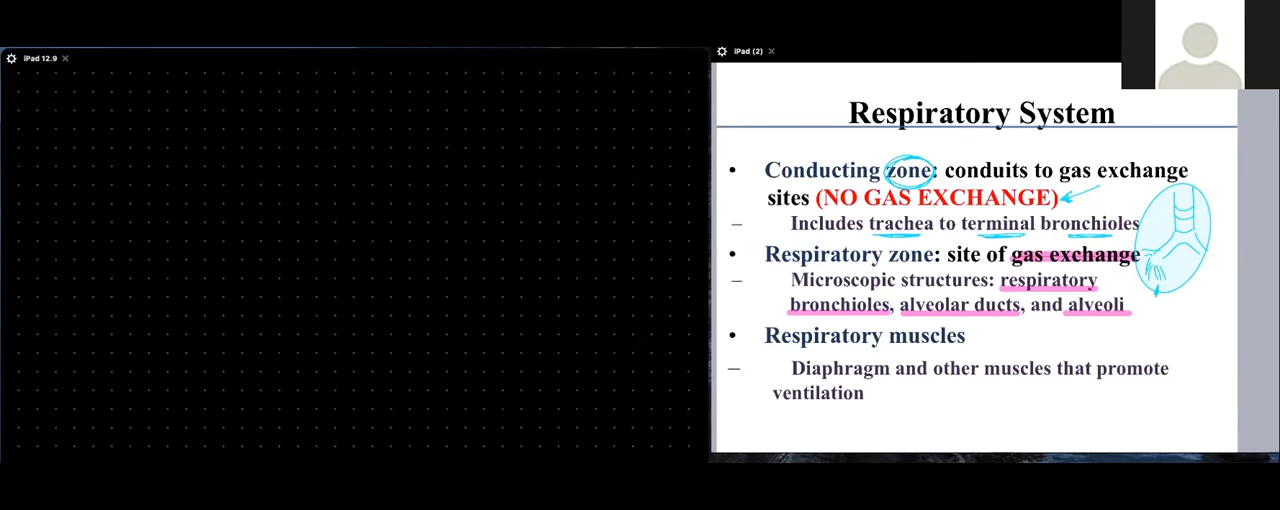 iPad 12.9
iPad (2)
Respiratory System
• Conducting zone: conduits to gas exchange
sites (NO GAS EXCHANGE)
– Includes trachea to terminal bronchioles
• Respiratory zone: site of gas exchange
– Microscopic structures: respiratory
bronchioles, alveolar ducts, and alveoli
• Respiratory muscles
– Diaphragm and other muscles that promote
ventilation